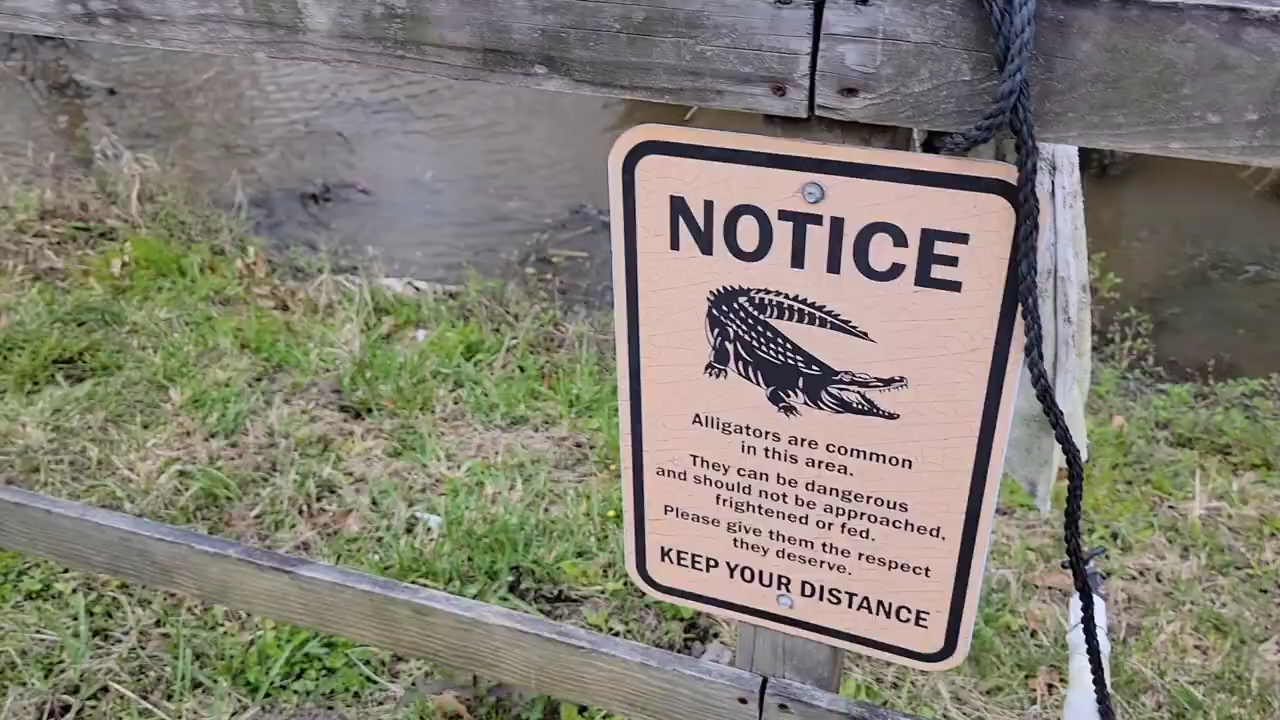 NOTICE
Alligators are common
in this area.
They can be dangerous
and should not be approached,
frightened or fed.
Please give them the respect
they deserve.
KEEP YOUR DISTANCE